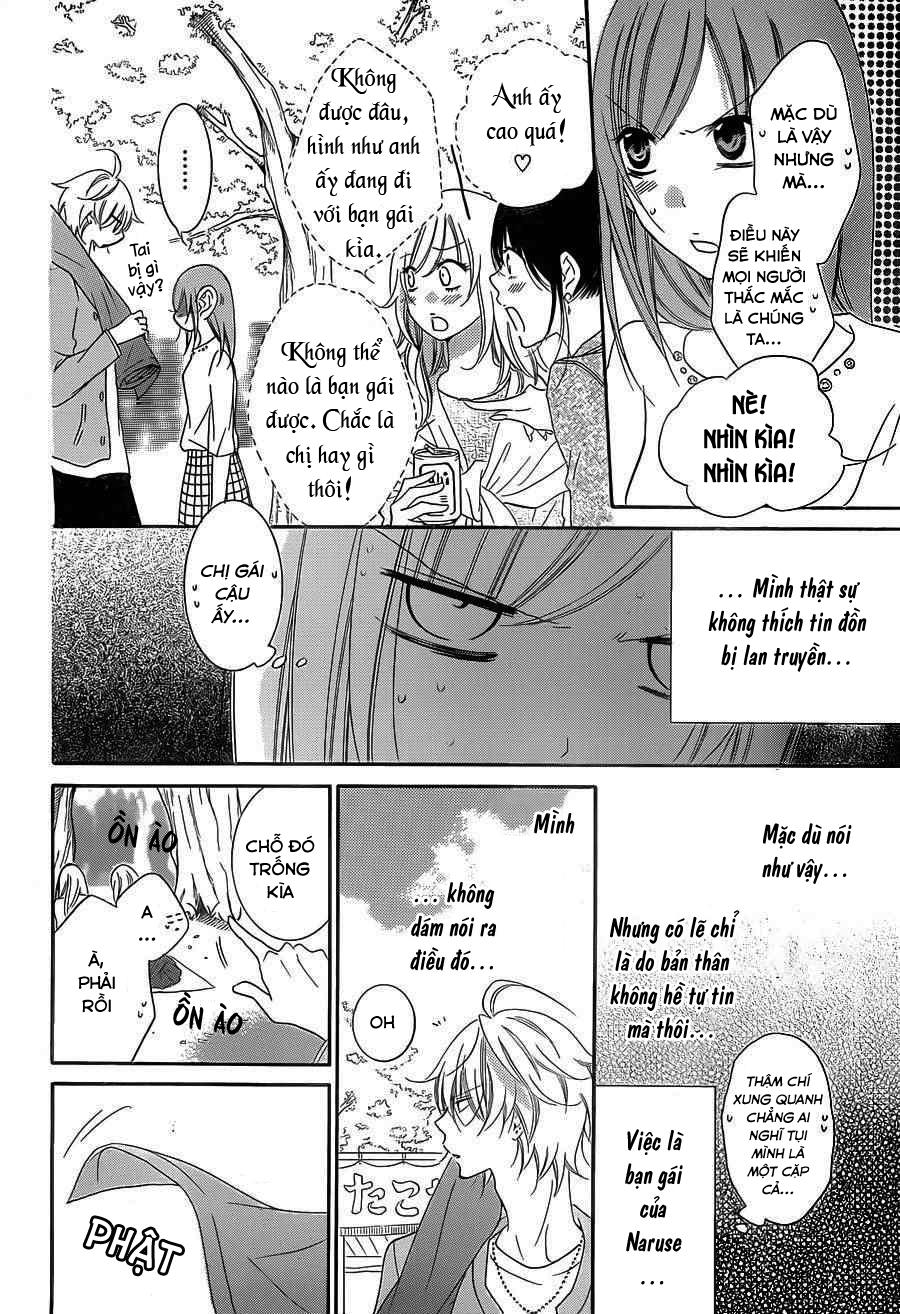 MẶC DÙ
LÀ VẬY
NHƯNG
MÀ...
ĐIỀU NÀY
SẼ KHIẾN
MỌI NGƯỜI
THẮC MẮC
LÀ CHÚNG
TA...
NÈ!
NHÌN KÌA!
NHÌN KÌA!
Anh ấy
cao quá!
♡
Không
được đâu,
hình như anh
ấy đang đi
với bạn gái
kìa.
Không thể
nào là bạn gái
được. Chắc là
chị hay gì
thôi!
......
Tai
bị gì
vậy?
... Mình thật sự
không thích tin đồn
bị lan truyền...
CHỊ GÁI
CẬU
ẤY...
Mặc dù nói
như vậy...
Nhưng có lẽ chỉ
là do bản thân
không hề tự tin
mà thôi...
THẬM CHÍ
XUNG QUANH
CHẲNG AI
NGHĨ TỤI
MÌNH LÀ
MỘT CẶP
CẢ...
Việc là
bạn gái
của
Naruse
...
Mình
... không
dám nói ra
điều đó...
OH
たこ
CHỖ ĐÓ
TRỐNG
KÌA
ỒN ÀO
A
...
À,
PHẢI
RỒI
ỒN ÀO
PHẬT